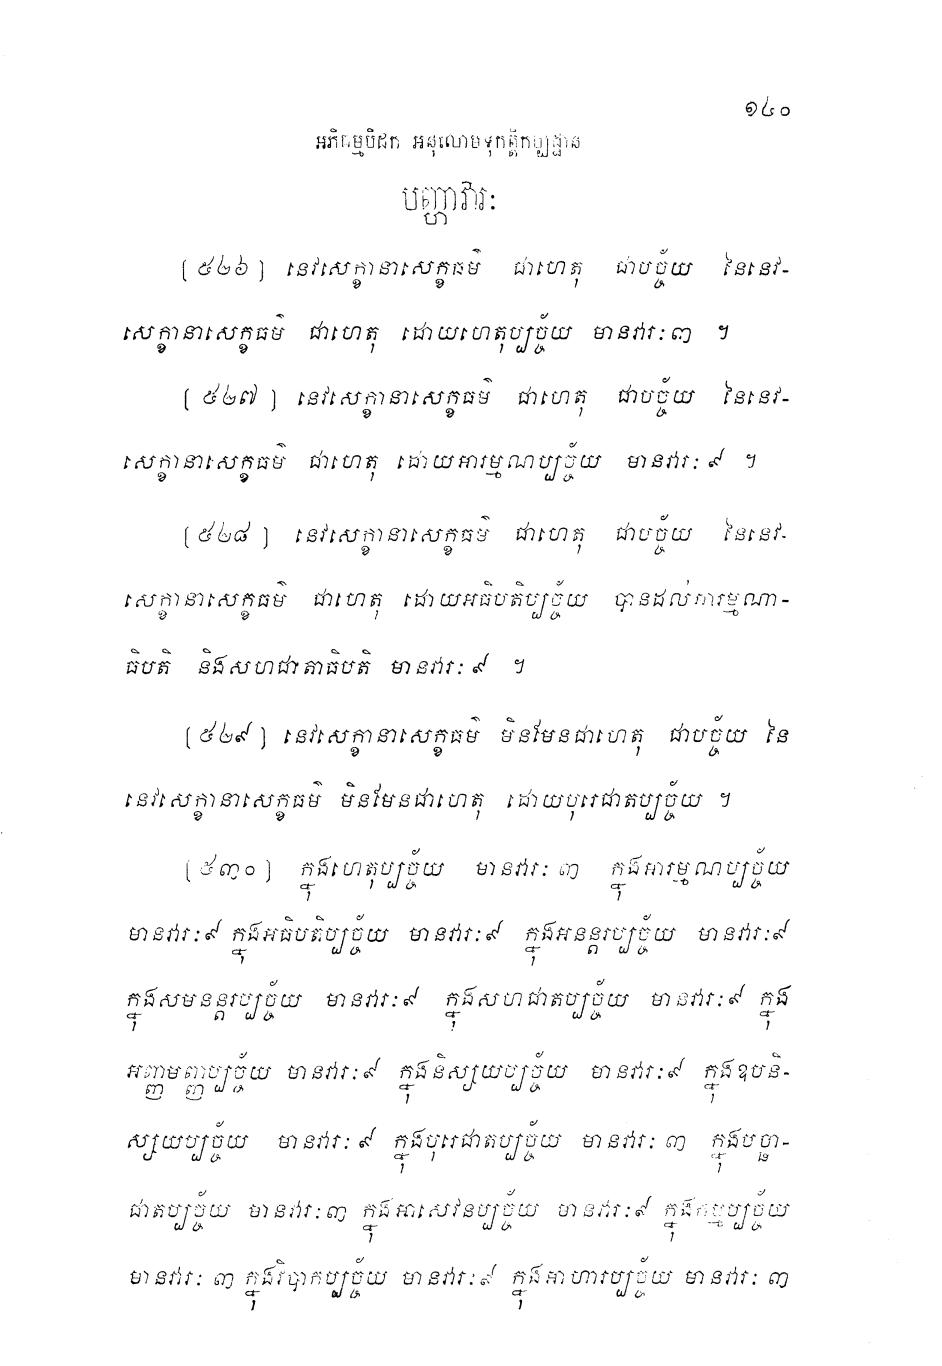 ១៤០
អភិធម្មបិដក អនុលោមទុកត្តិកប្បដ្ឋាន
បញ្ហាវារៈ
[៥២៦] នេវសេក្ខានាសេក្ខធម៌ ជាហេតុ ជាបច្ច័យ នៃនេវ-
សេក្ខានាសេក្ខធម៌ ជាហេតុ ដោយហេតុប្បច្ច័យ មានវារៈ៣ ។
[៥២៧] នេវសេក្ខានាសេក្ខធម៌ ជាហេតុ ជាបច្ច័យ នៃនេវ-
សេក្ខានាសេក្ខធម៌ ជាហេតុ ដោយអារម្មណប្បច្ច័យ មានវារៈ៩ ។
[៥២៨] នេវសេក្ខានាសេក្ខធម៌ ជាហេតុ ជាបច្ច័យ នៃនេវ-
សេក្ខានាសេក្ខធម៌ ជាហេតុ ដោយអធិបតិប្បច្ច័យ បានដល់អារម្មណា-
ធិបតិ និងសហជាតាធិបតិ មានវារៈ៩ ។
[៥២៩] នេវសេក្ខានាសេក្ខធម៌ មិនមែនជាហេតុ ជាបច្ច័យ នៃ
នេវសេក្ខានាសេក្ខធម៌ មិនមែនជាហេតុ ដោយបុរេជាតប្បច្ច័យ ។
[៥៣០] ក្នុងហេតុប្បច្ច័យ មានវារៈ ៣ ក្នុងអារម្មណប្បច្ច័យ
មានវារៈ៩ ក្នុងអធិបតិប្បច្ច័យ មានវារៈ៩ ក្នុងអនន្តរប្បច្ច័យ មានវារៈ៩
ក្នុងសមនន្តរប្បច្ច័យ មានវារៈ៩ ក្នុងសហជាតប្បច្ច័យ មានវារៈ៩ ក្នុង
អញ្ញមញ្ញប្បច្ច័យ មានវារៈ៩ ក្នុងនិស្សយប្បច្ច័យ មានវារៈ៩ ក្នុងឧបនិ-
ស្សយប្បច្ច័យ មានវារៈ ៩ ក្នុងបុរេជាតប្បច្ច័យ មានវារៈ ៣ ក្នុងបច្ឆា-
ជាតប្បច្ច័យ មានវារៈ៣ ក្នុងអាសេវនប្បច្ច័យ មានវារៈ៩ ក្នុងកម្មប្បច្ច័យ
មានវារៈ ៣ ក្នុងវិបាកប្បច្ច័យ មានវារៈ៩ ក្នុងអាហារប្បច្ច័យ មានវារៈ ៣